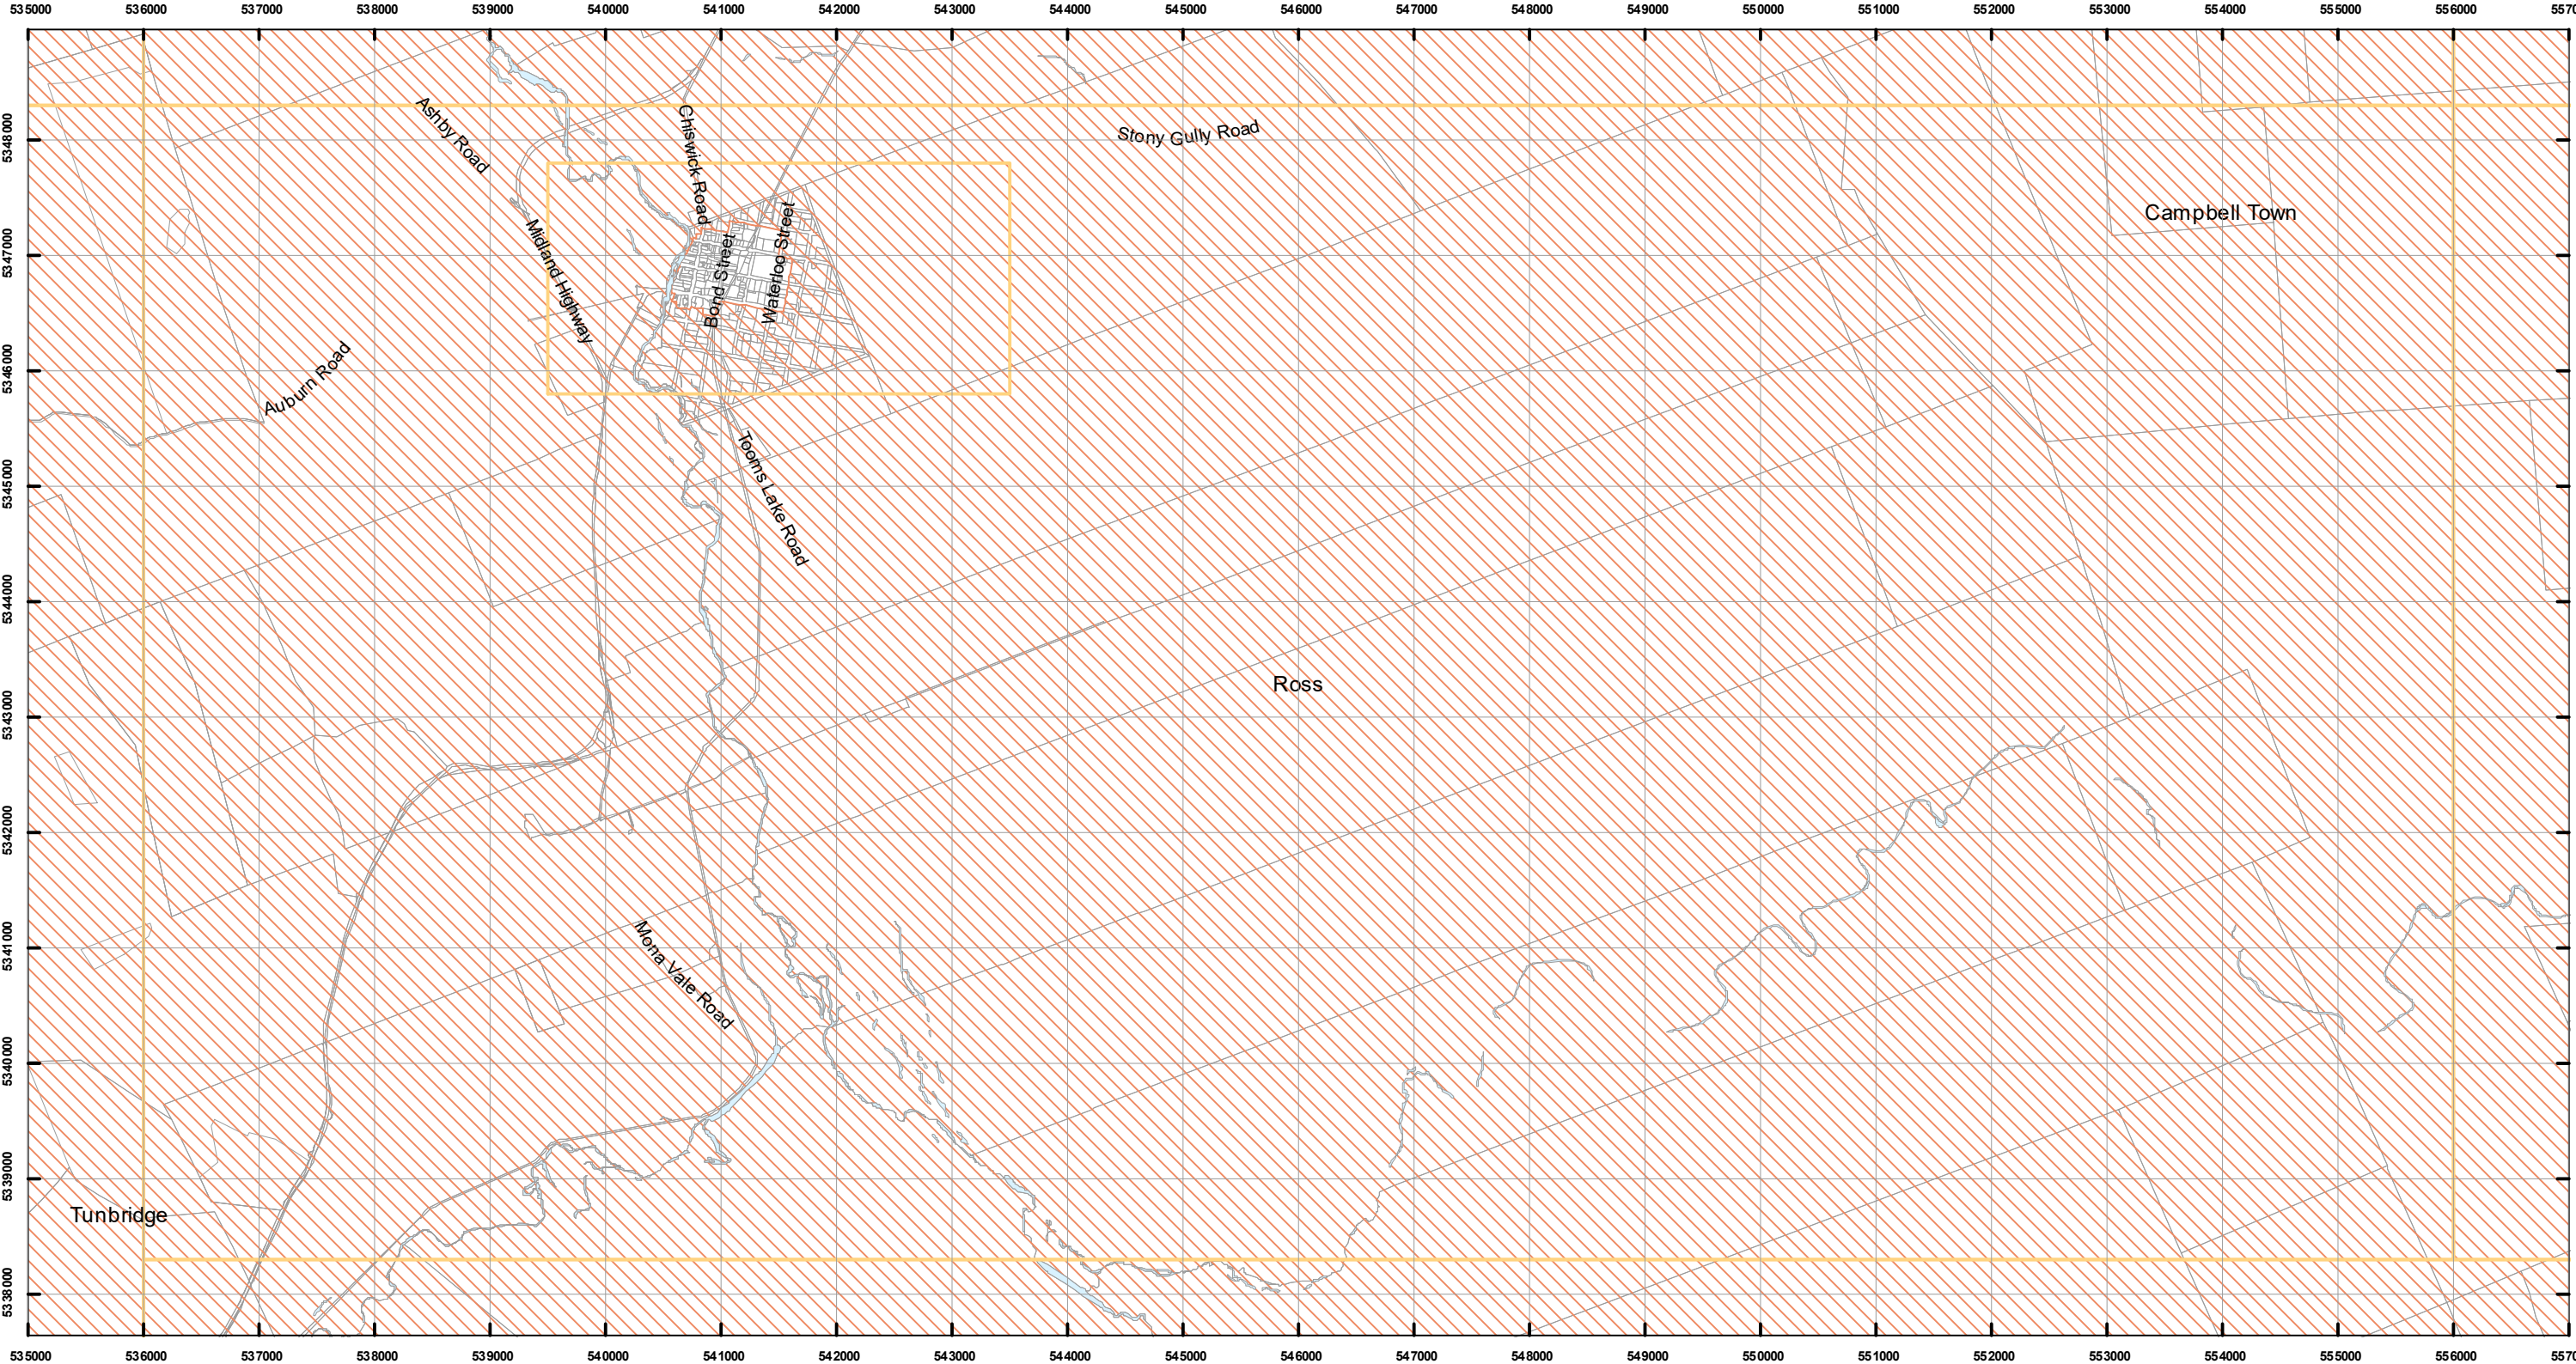 535000 536000 537000 538000 539000 540000 541000 542000 543000 544000 545000 546000 547000 548000 549000 550000 551000 552000 553000 554000 555000 556000 5570
Ashby Road
Chiswick Road
Stony Gully Road
5348000
Campbell Town
Midland Highway
Bond Street
Waterloo Street
5347000
Auburn Road
5346000
Tooms Lake Road
5345000
5344000
Ross
5343000
5342000
Mona Vale Road
5341000
5340000
5339000
Tunbridge
5338000
535000 536000 537000 538000 539000 540000 541000 542000 543000 544000 545000 546000 547000 548000 549000 550000 551000 552000 553000 554000 555000 556000 5570